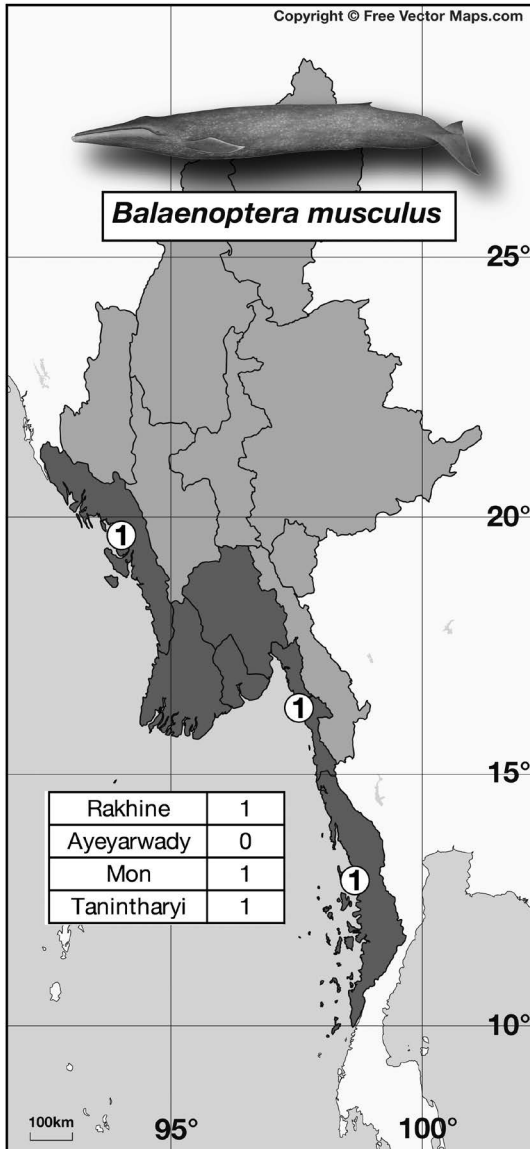 Copyright © Free Vector Maps.com
Balaenoptera musculus
25°
20°
1
1
15°
Rakhine 1
Ayeyarwady 0
Mon 1
Tanintharyi 1
1
10°
100km
95°
100°